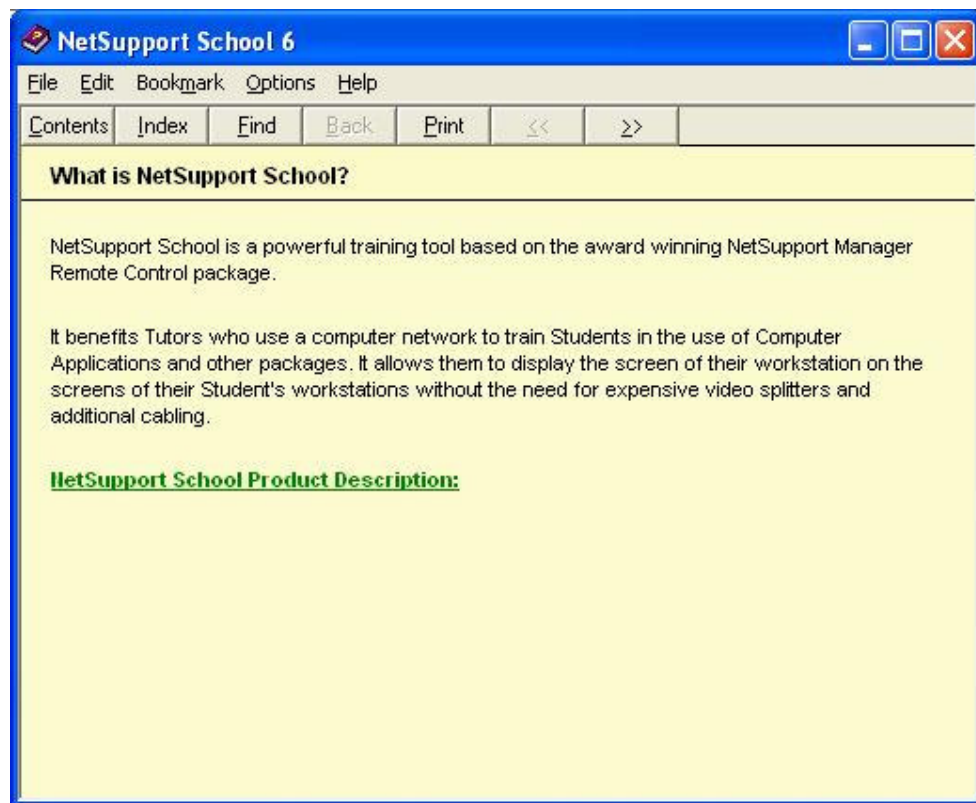 NetSupport School 6
File Edit Bookmark Options Help
Contents Index Find Back Print << >>
What is NetSupport School?
NetSupport School is a powerful training tool based on the award winning NetSupport Manager
Remote Control package.
It benefits Tutors who use a computer network to train Students in the use of Computer
Applications and other packages. It allows them to display the screen of their workstation on the
screens of their Student's workstations without the need for expensive video splitters and
additional cabling.
NetSupport School Product Description: